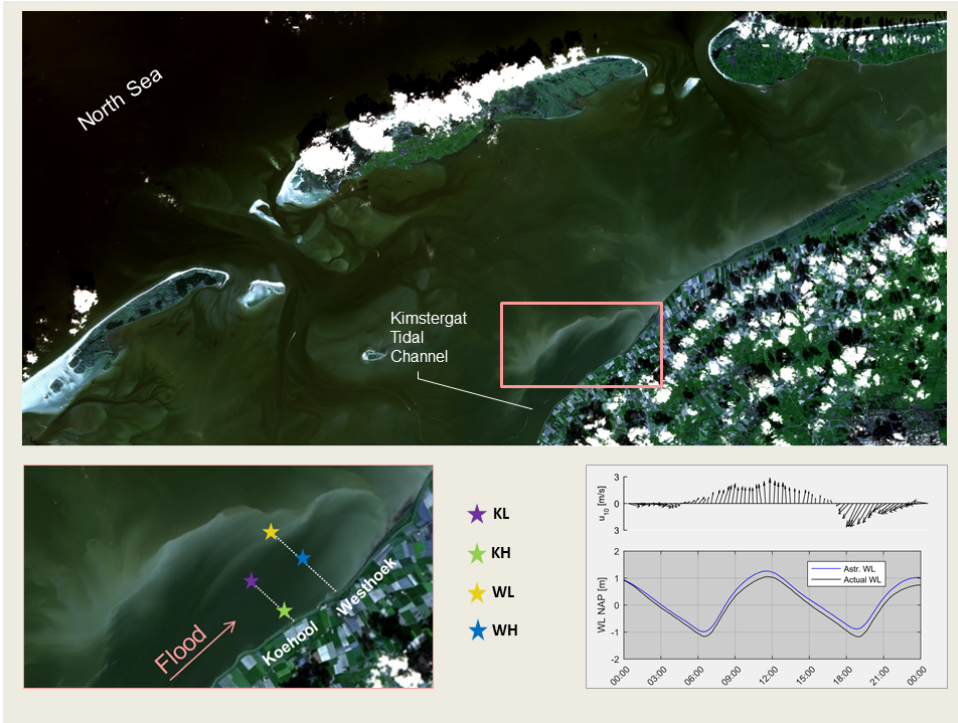 North Sea
Kimstergat
Tidal
Channel
KL
KH
WL
WH
Westhoek
Koehool
Flood
3
0
3
u10 [m/s]
Astr. WL
Actual WL
2
1
0
-1
-2
WL NAP [m]
00:00
03:00
06:00
09:00
12:00
15:00
18:00
21:00
00:00